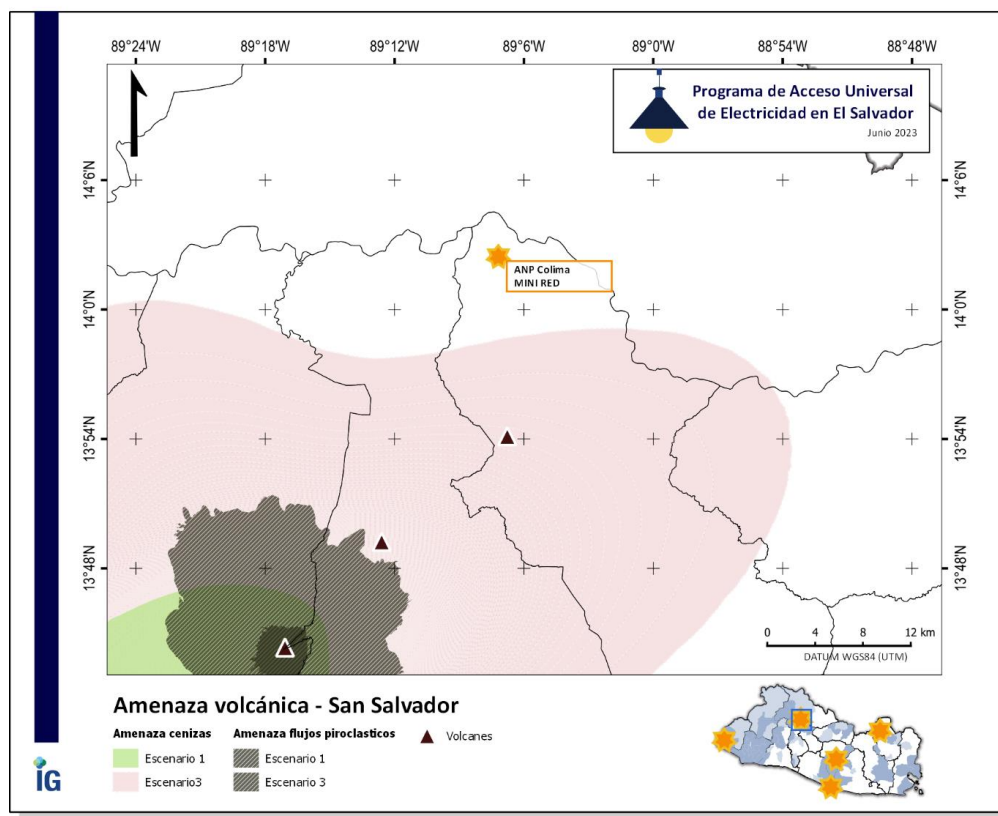 89°24'W 89°18'W 89°12'W 89°6'W 89°0'W 88°54'W 88°48'W
Programa de Acceso Universal
de Electricidad en El Salvador
Junio 2023
14°6'N 14°6'N
ANP Colima
MINI RED
14°0'N 14°0'N
13°54'N 13°54'N
13°48'N 13°48'N
0 4 8 12 km
DATUM WGS84 (UTM)
Amenaza volcánica - San Salvador
Amenaza cenizas Amenaza flujos piroclasticos Volcanes
Escenario 1 Escenario 1
Escenario3 Escenario 3
iG